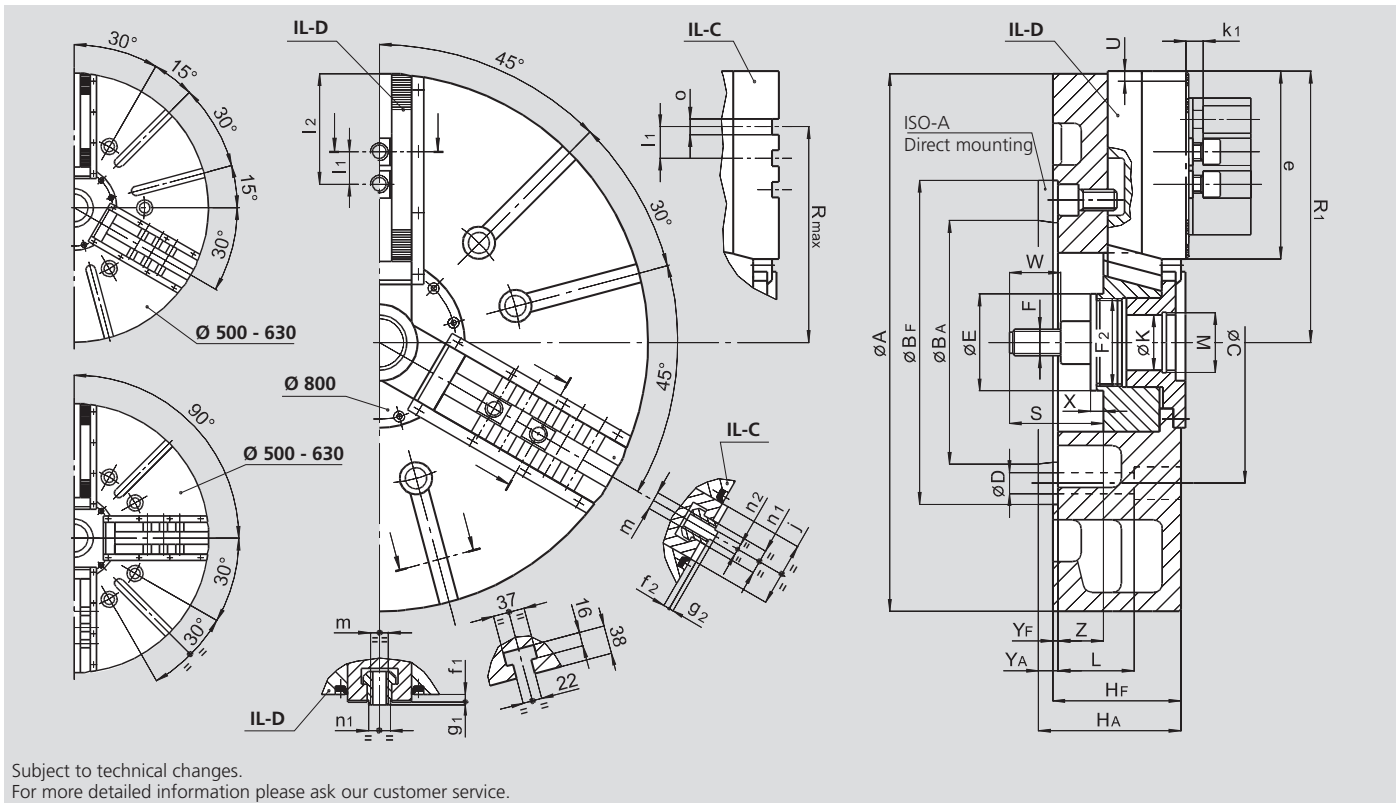 30°
15°
30°
15°
30°
Ø 500 - 630
90°
Ø 500 - 630
30°
30°
IL-D
45°
l2
l1
30°
45°
Ø 800
IL-C
o
l1
Rmax
IL-C
m
n2
n1
j
f2
g2
m
f1
g1
n1
IL-D
37
16
38
22
IL-D
U
k1
ISO-A
Direct mounting
e
R1
W
F
ØA
ØBF
ØBA
ØE
F2
ØK
M
ØC
X
S
ØD
YF
Z
YA
L
HF
HA
Subject to technical changes.
For more detailed information please ask our customer service.